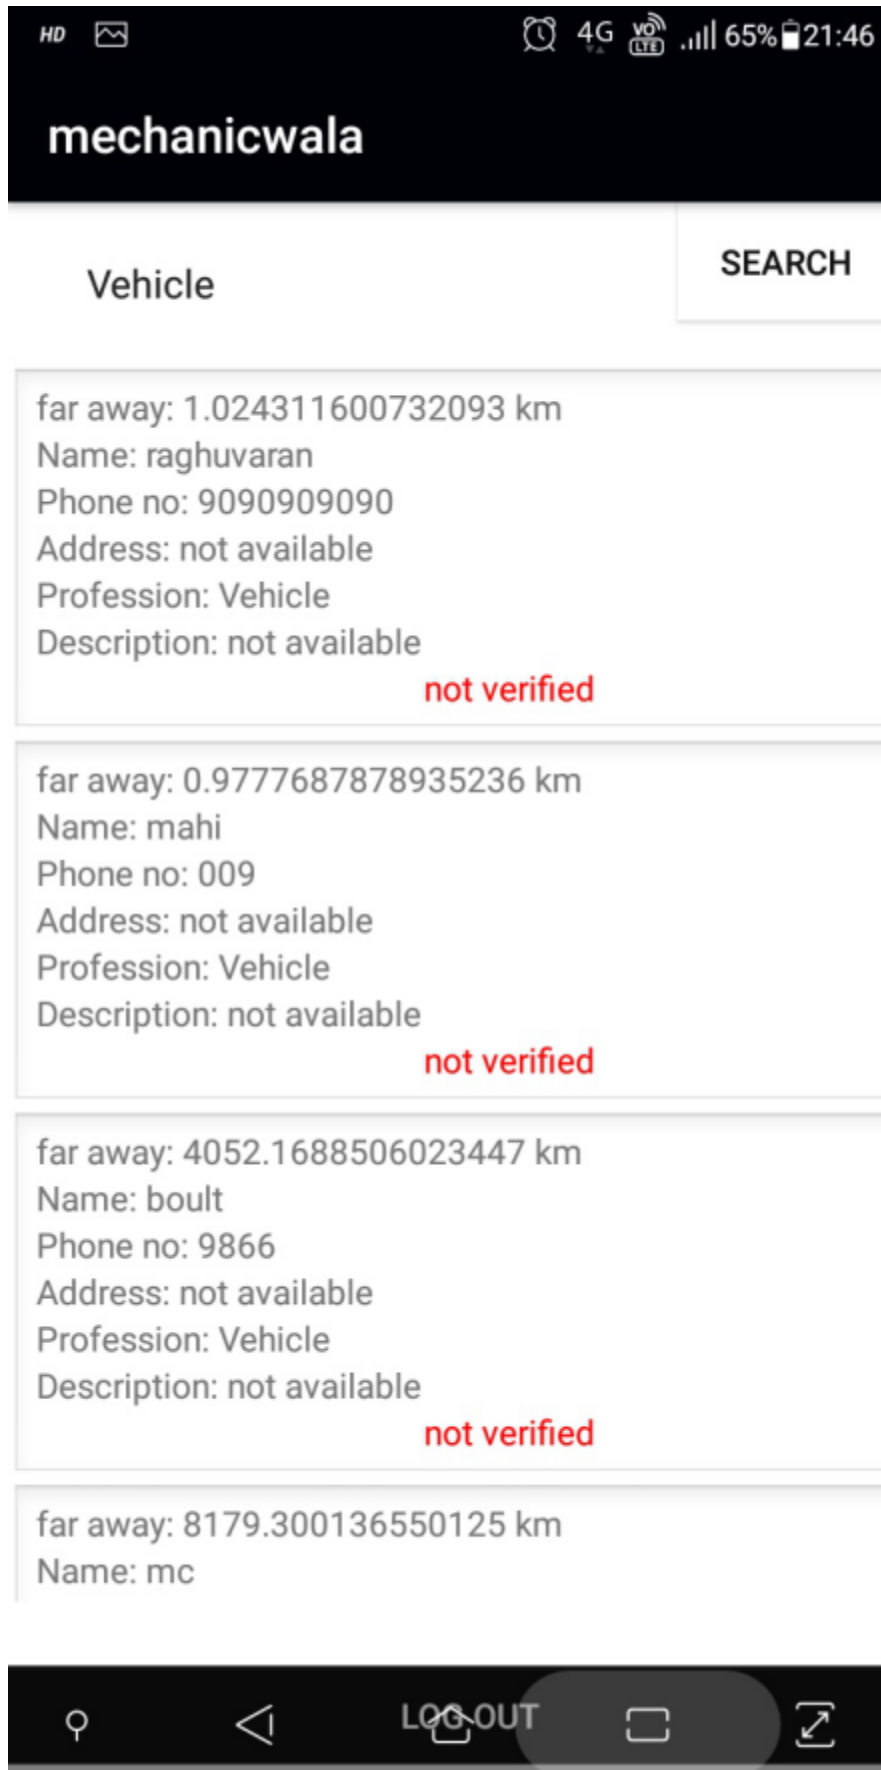 HD 4G VO LTE 65% 21:46
mechanicwala
Vehicle
SEARCH
far away: 1.024311600732093 km
Name: raghuvaran
Phone no: 9090909090
Address: not available
Profession: Vehicle
Description: not available
not verified
far away: 0.9777687878935236 km
Name: mahi
Phone no: 009
Address: not available
Profession: Vehicle
Description: not available
not verified
far away: 4052.1688506023447 km
Name: boult
Phone no: 9866
Address: not available
Profession: Vehicle
Description: not available
not verified
far away: 8179.300136550125 km
Name: mc
LOG OUT